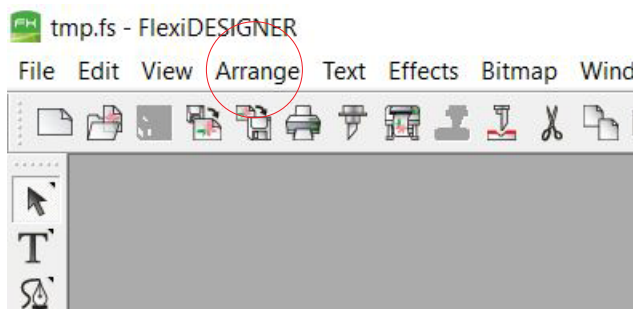 FH tmp.fs - FlexiDESIGNER
File Edit View Arrange Text Effects Bitmap Wind
T